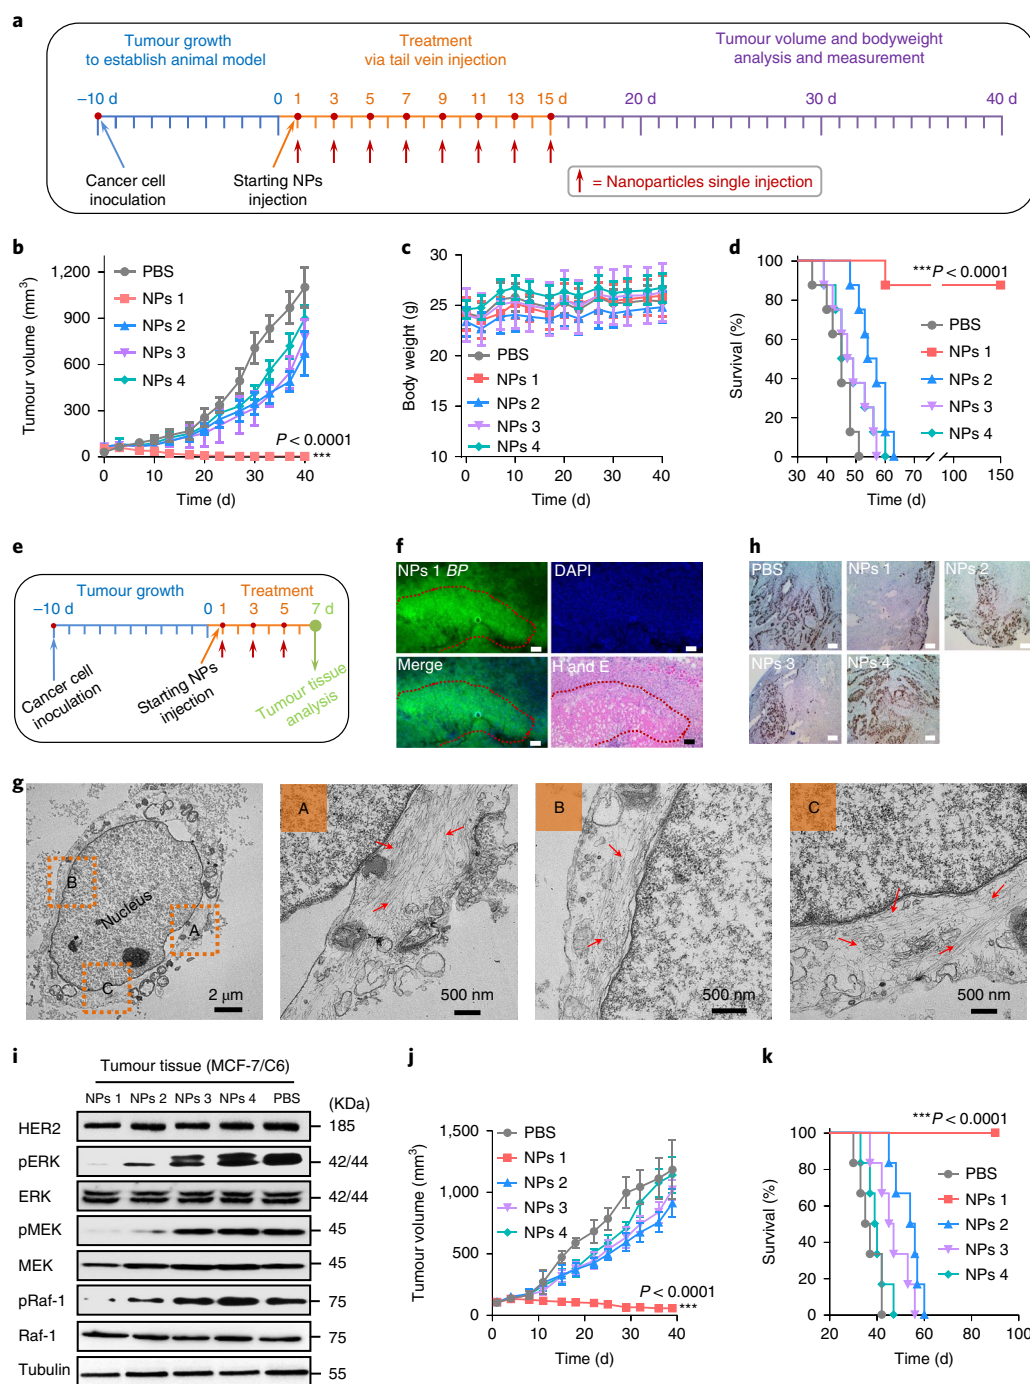 a
Tumour growth
to establish animal model
Treatment
via tail vein injection
Tumour volume and bodyweight
analysis and measurement
–10 d
0
1
3
5
7
9
11
13
15 d
20 d
30 d
40 d
Cancer cell
inoculation
Starting NPs
injection
= Nanoparticles single injection
b
1,200
900
600
300
0
Tumour volume (mm³)
PBS
NPs 1
NPs 2
NPs 3
NPs 4
P < 0.0001
***
0
10
20
30
40
Time (d)
c
30
25
20
15
10
Body weight (g)
PBS
NPs 1
NPs 2
NPs 3
NPs 4
0
10
20
30
40
Time (d)
d
100
80
60
40
20
0
Survival (%)
***P < 0.0001
PBS
NPs 1
NPs 2
NPs 3
NPs 4
30
40
50
60
70
100
150
Time (d)
e
Tumour growth
Treatment
–10 d
0
1
3
5
7 d
Cancer cell
inoculation
Starting NPs
injection
Tumour tissue
analysis
f
NPs 1 BP
DAPI
Merge
H and E
h
PBS
NPs 1
NPs 2
NPs 3
NPs 4
g
B
Nucleus
A
C
2 μm
A
500 nm
B
500 nm
C
500 nm
i
Tumour tissue (MCF-7/C6)
NPs 1 NPs 2 NPs 3 NPs 4 PBS
(KDa)
HER2 185
pERK 42/44
ERK 42/44
pMEK 45
MEK 45
pRaf-1 75
Raf-1 75
Tubulin 55
j
1,500
1,000
500
0
Tumour volume (mm³)
PBS
NPs 1
NPs 2
NPs 3
NPs 4
P < 0.0001
***
0
10
20
30
40
Time (d)
k
***P < 0.0001
100
80
60
40
20
0
Survival (%)
PBS
NPs 1
NPs 2
NPs 3
NPs 4
20
40
60
80
100
Time (d)